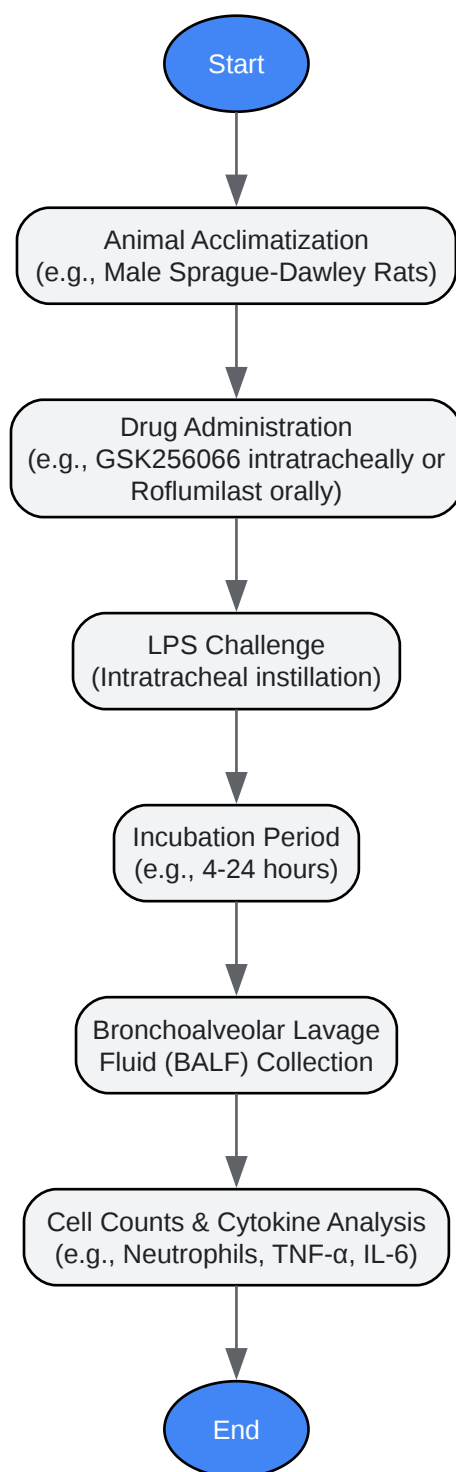 Start
Animal Acclimatization
(e.g., Male Sprague-Dawley Rats)
Drug Administration
(e.g., GSK256066 intratracheally or
Roflumilast orally)
LPS Challenge
(Intratracheal instillation)
Incubation Period
(e.g., 4-24 hours)
Bronchoalveolar Lavage
Fluid (BALF) Collection
Cell Counts & Cytokine Analysis
(e.g., Neutrophils, TNF-α, IL-6)
End